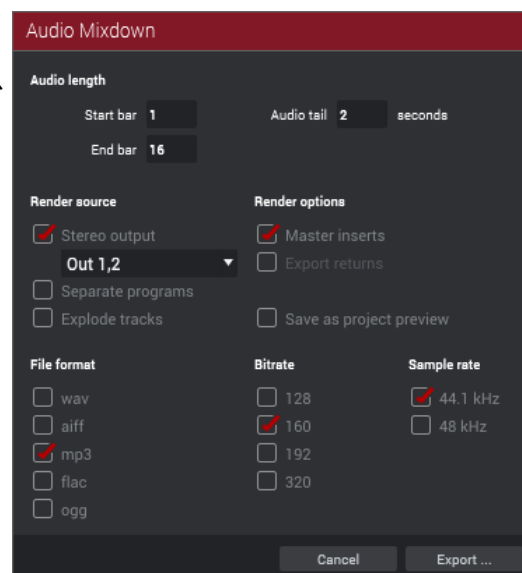 Audio Mixdown
Audio length
Start bar 1 Audio tail 2 seconds
End bar 16
Render source Render options
Stereo output Master inserts
Out 1,2 Export returns
Separate programs
Explode tracks Save as project preview
File format Bitrate Sample rate
wav 128 44.1 kHz
aiff 160 48 kHz
mp3 192
flac 320
ogg
Cancel Export ...